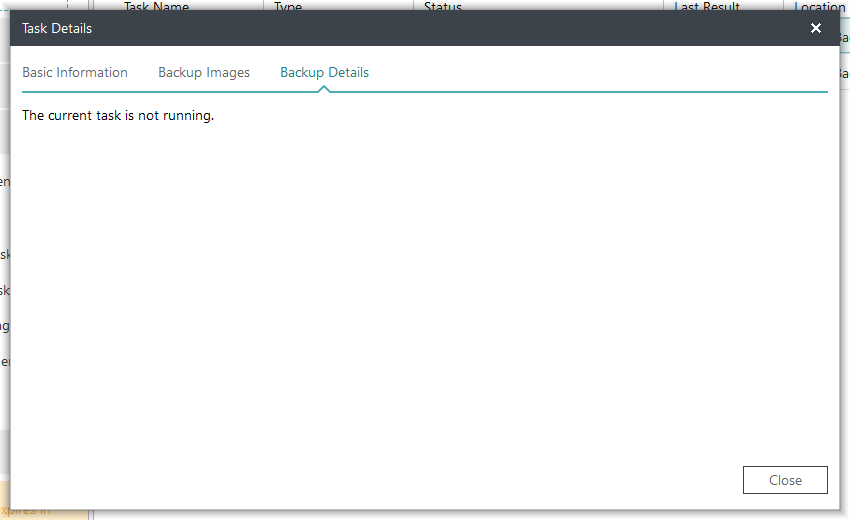 Task Name Type Status Last Result Location
Task Details
Basic Information Backup Images Backup Details
The current task is not running.
Close